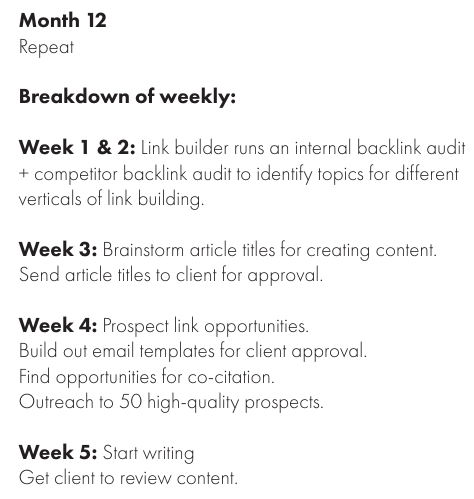 Month 12
Repeat
Breakdown of weekly:
Week 1 & 2: Link builder runs an internal backlink audit
+ competitor backlink audit to identify topics for different
verticals of link building.
Week 3: Brainstorm article titles for creating content.
Send article titles to client for approval.
Week 4: Prospect link opportunities.
Build out email templates for client approval.
Find opportunities for co-citation.
Outreach to 50 high-quality prospects.
Week 5: Start writing
Get client to review content.